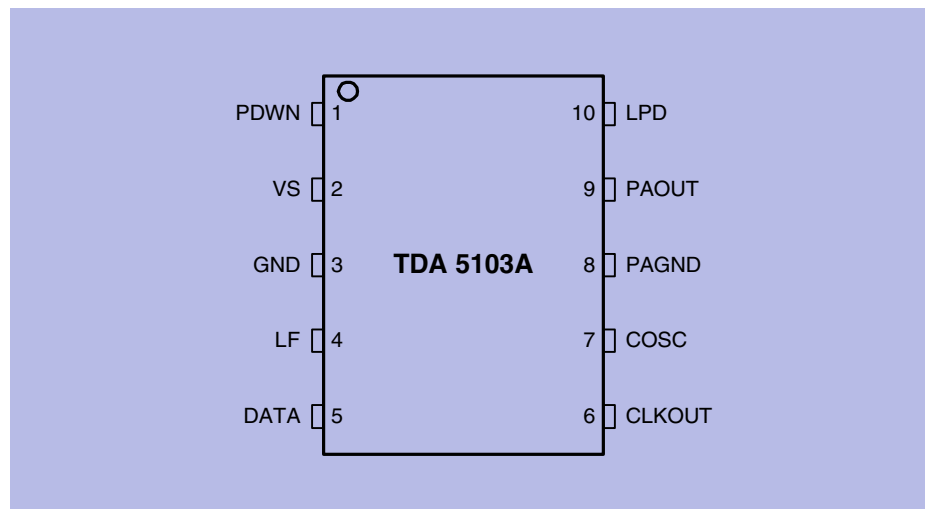 PDWN 1 10 LPD
VS 2 9 PAOUT
GND 3 TDA 5103A 8 PAGND
LF 4 7 COSC
DATA 5 6 CLKOUT